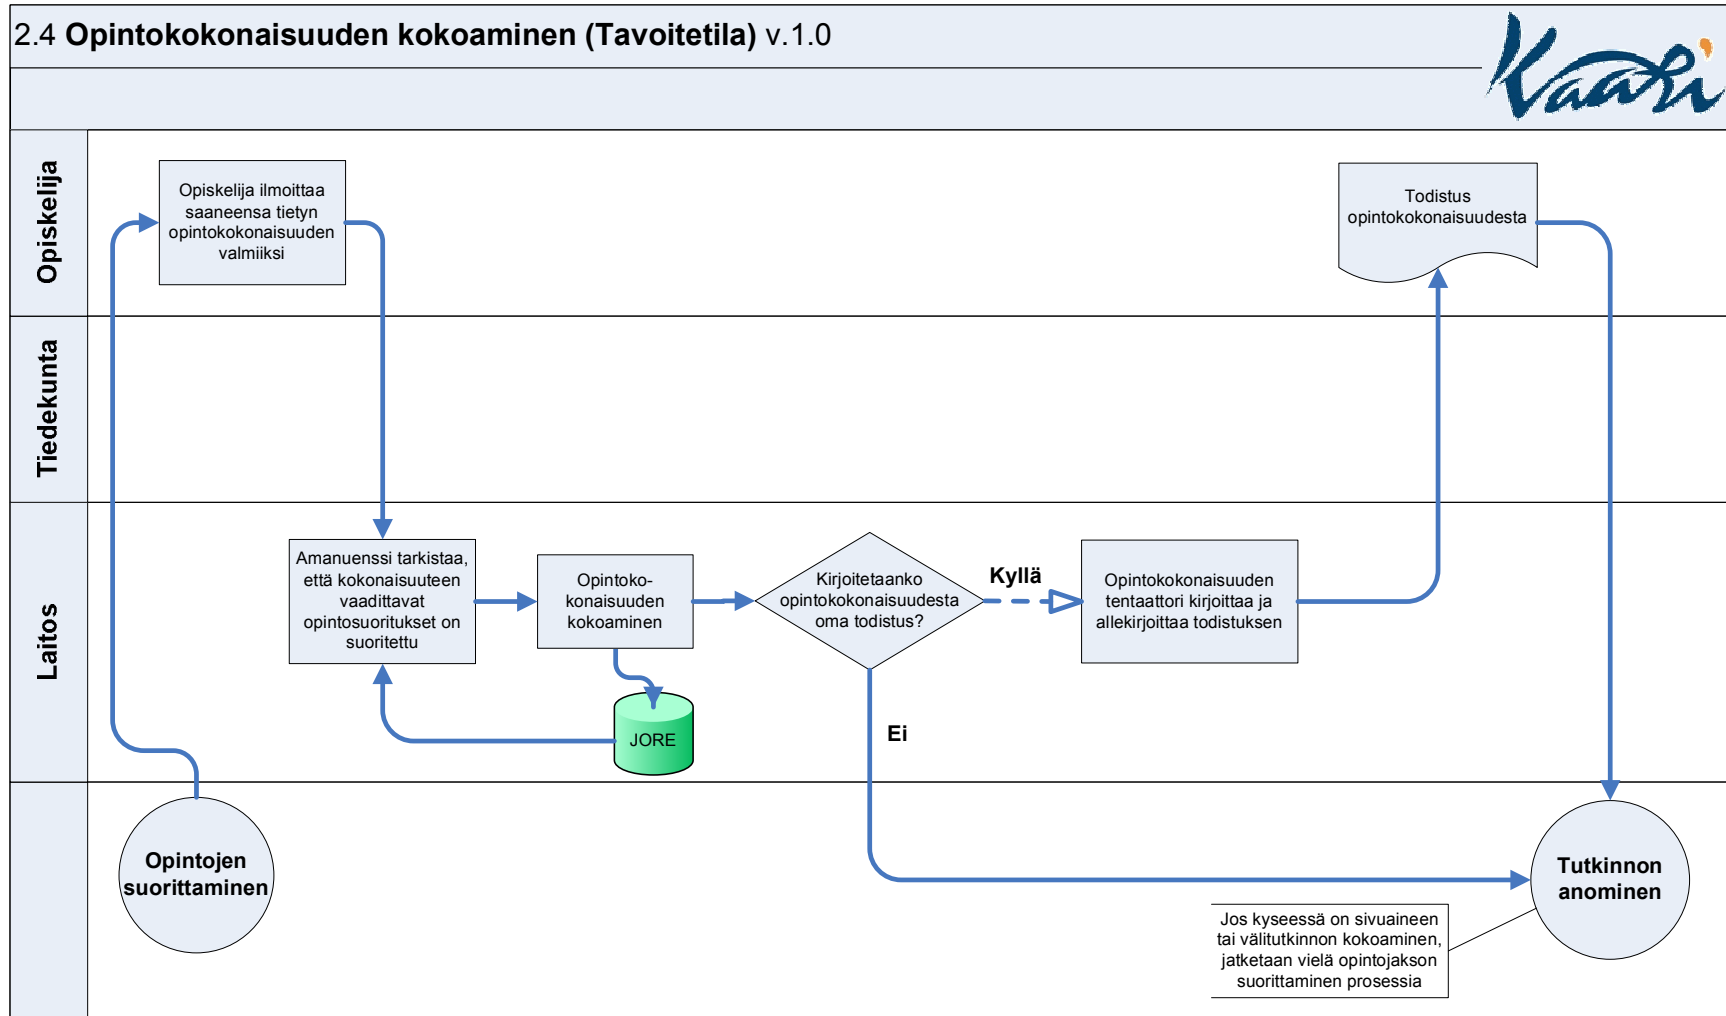 2.4 Opintokokonaisuuden kokoaminen (Tavoitetila) v.1.0
Kaari
Opiskelija
Opiskelija ilmoittaa
saaneensa tietyn
opintokokonaisuuden
valmiiksi
Todistus
opintokokonaisuudesta
Tiedekunta
Laitos
Amanuenssi tarkistaa,
että kokonaisuuteen
vaadittavat
opintosuoritukset on
suoritettu
Opintoko-
konaisuuden
kokoaminen
JORE
Kirjoitetaanko
opintokokonaisuudesta
oma todistus?
Kyllä
Ei
Opintokokonaisuuden
tentaattori kirjoittaa ja
allekirjoittaa todistuksen
Opintojen
suorittaminen
Tutkinnon
anominen
Jos kyseessä on sivuaineen
tai välitutkinnon kokoaminen,
jatketaan vielä opintojakson
suorittaminen prosessia